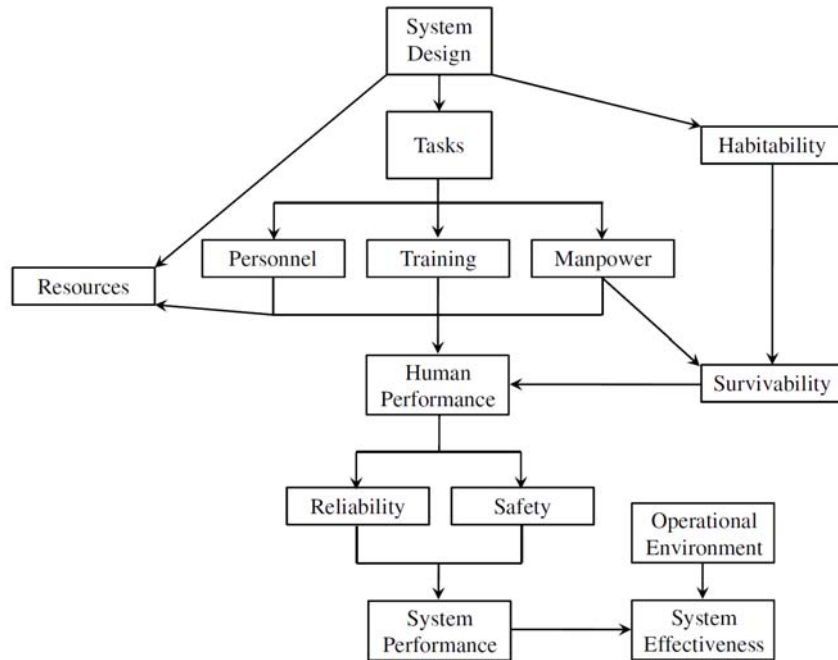 System
Design
Tasks
Habitability
Personnel
Training
Manpower
Resources
Human
Performance
Survivability
Reliability
Safety
Operational
Environment
System
Performance
System
Effectiveness